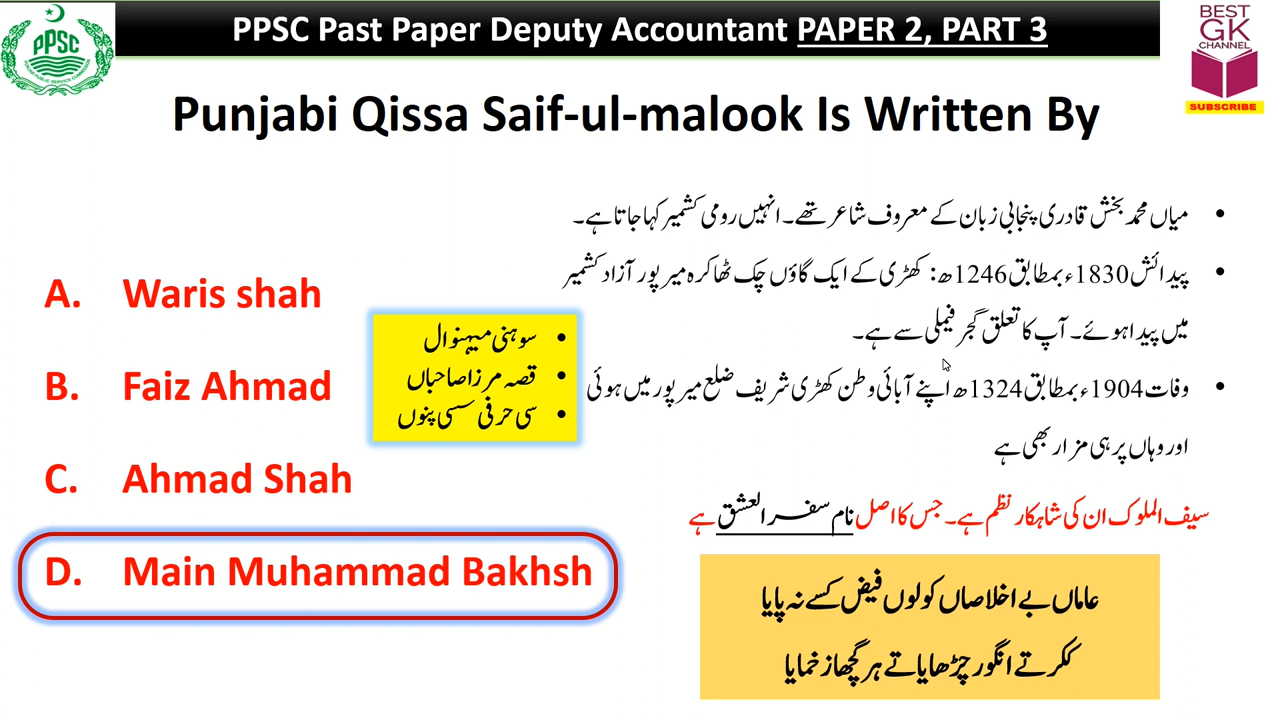 PPSC
PPSC Past Paper Deputy Accountant PAPER 2, PART 3
BEST
GK
CHANNEL
SUBSCRIBE
Punjabi Qissa Saif-ul-malook Is Written By
• میاں محمد بخش قادری پنجابی زبان کے معروف شاعر تھے۔ انہیں رومی کشمیر کہا جاتا ہے۔
• پیدائش 1830ء بمطابق 1246ھ: کھڑی کے ایک گاؤں چک ٹھاکرہ میر پور آزاد کشمیر
میں پیدا ہوئے۔ آپ کا تعلق گجر فیملی سے ہے۔
• وفات 1904ء بمطابق 1324ھ اپنے آبائی وطن کھڑی شریف ضلع میر پور میں ہوئی
اور وہاں پر ہی مزار بھی ہے
A. Waris shah
B. Faiz Ahmad
C. Ahmad Shah
D. Main Muhammad Bakhsh
• سوہنی میہنوال
• قصہ مرزا صاحباں
• سی حرفی سسی پنوں
سیف الملوک ان کی شاہکار نظم ہے۔ جس کا اصل نام سفر العشق ہے
عاماں بے اخلاصاں کولوں فیض کسے نہ پایا
ککر تے انگور چڑھایا تے ہر گچھا زخمایا